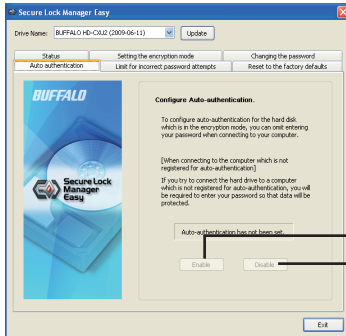 Secure Lock Manager Easy
Drive Name: BUFFALO HD-CXU2 (2009-06-11) Update
Status Setting the encryption mode Changing the password
Auto authentication Limit for incorrect password attempts Reset to the factory defaults
BUFFALO
Secure Lock
Manager
Easy
Configure Auto-authentication.
To configure auto-authentication for the hard disk
which is in the encryption mode, you can omit entering
your password when connecting to your computer.
[When connecting to the computer which is not
registered for auto-authentication]
If you try to connect the hard drive to a computer
which is not registered for auto-authentication, you will
be required to enter your password so that data will be
protected.
Auto-authentication has not been set.
Enable Disable
Exit